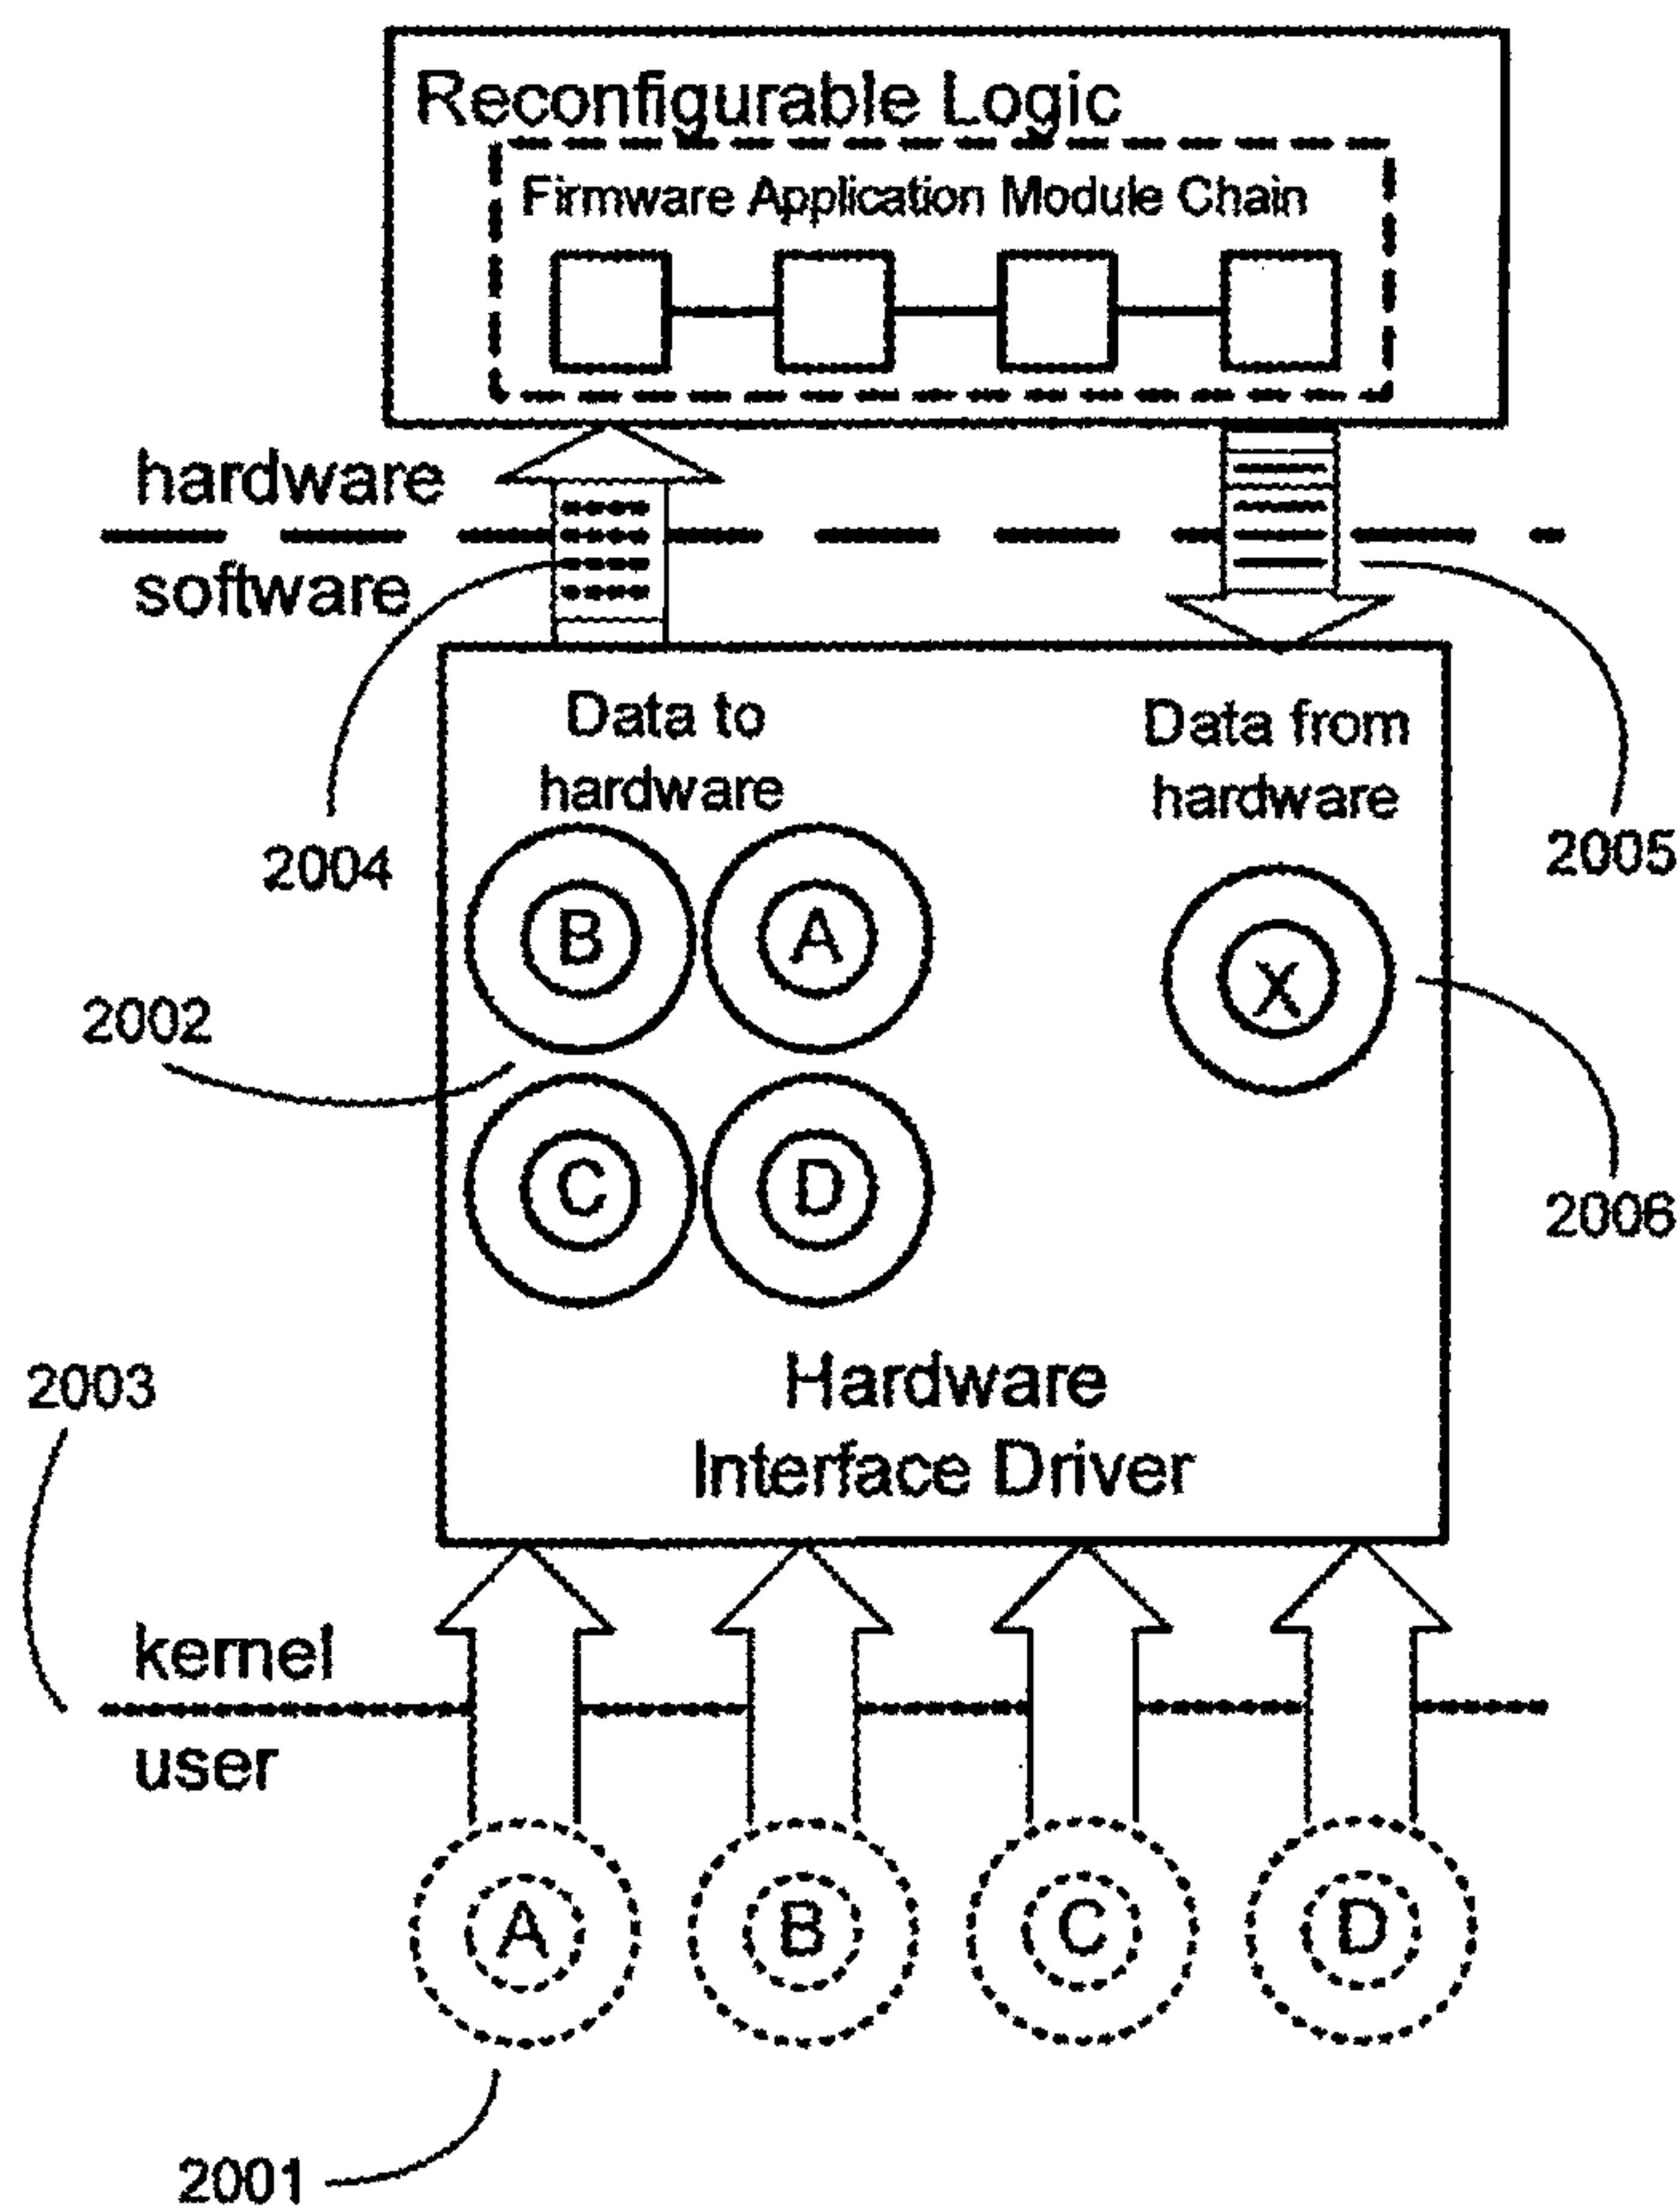 Reconfigurable Logic
Firmware Application Module Chain
hardware
software
Data to
hardware
Data from
hardware
2004
2005
B
A
X
2002
C
D
2006
Hardware
Interface Driver
2003
kernel
user
A
B
C
D
2001